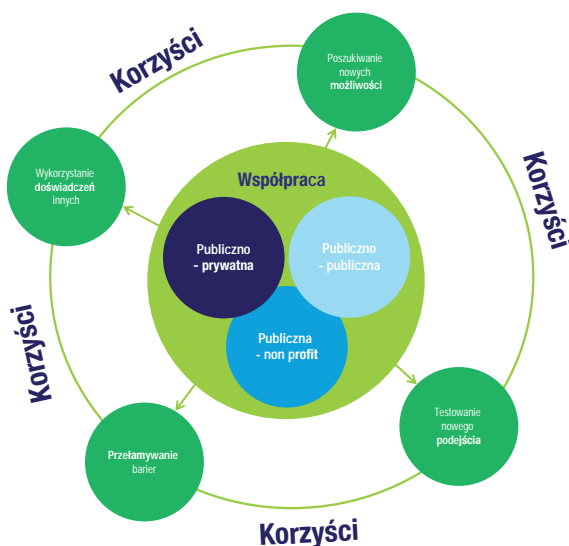 Korzyści
Poszukiwanie
nowych
możliwości
Korzyści
Wykorzystanie
doświadczeń
innych
Współpraca
Publiczno
- prywatna
Publiczno
- publiczna
Publiczna
- non profit
Korzyści
Testowanie
nowego
podejścia
Przełamywanie
barier
Korzyści